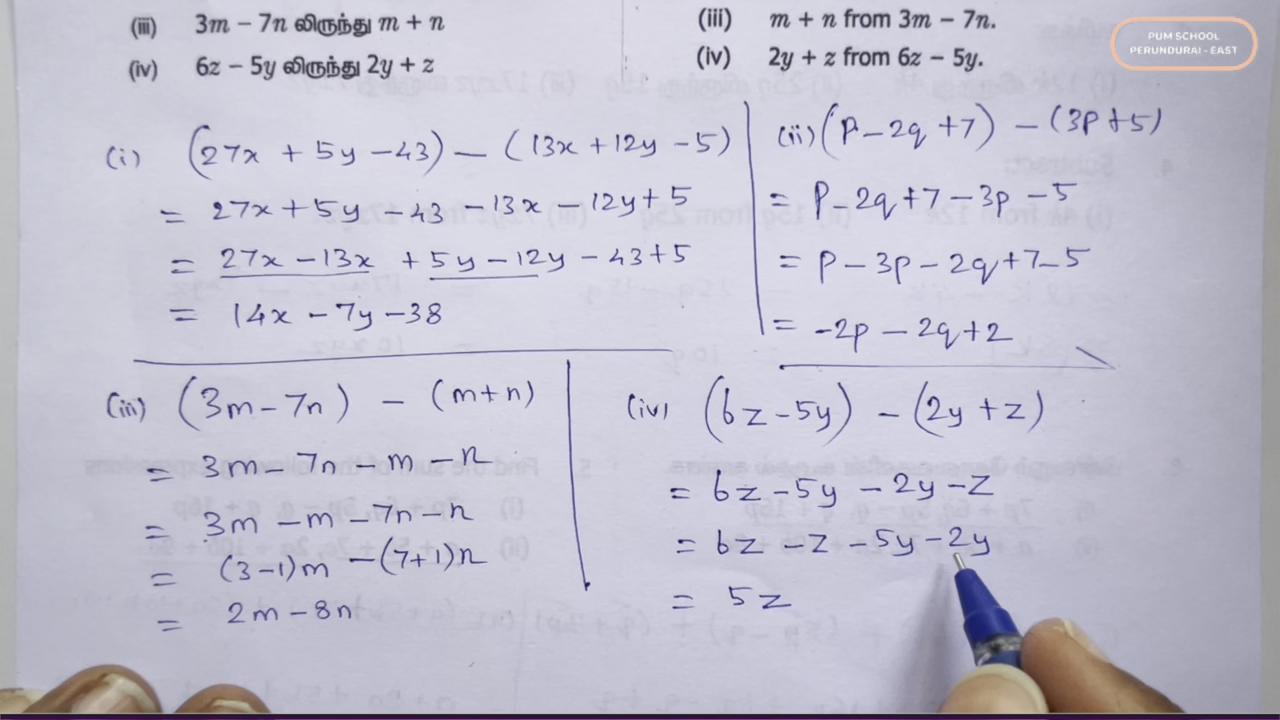 (iii) 3m − 7n லிருந்து m + n
(iv) 6z − 5y லிருந்து 2y + z
(iii) m + n from 3m − 7n.
(iv) 2y + z from 6z − 5y.
PUM SCHOOL
PERUNDURAI - EAST
(i) (27x + 5y − 43) − (13x + 12y − 5)
= 27x + 5y − 43 − 13x − 12y + 5
= 27x − 13x + 5y − 12y − 43 + 5
= 14x − 7y − 38
(ii) (P − 2q + 7) − (3P + 5)
= P − 2q + 7 − 3p − 5
= P − 3p − 2q + 7 − 5
= −2p − 2q + 2
(iii) (3m − 7n) − (m + n)
= 3m − 7n − m − n
= 3m − m − 7n − n
= (3 − 1)m − (7 + 1)n
= 2m − 8n
(iv) (6z − 5y) − (2y + z)
= 6z − 5y − 2y − z
= 6z − z − 5y − 2y
= 5z